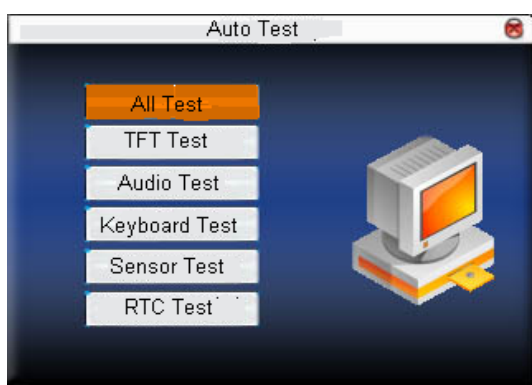 Auto Test
All Test
TFT Test
Audio Test
Keyboard Test
Sensor Test
RTC Test